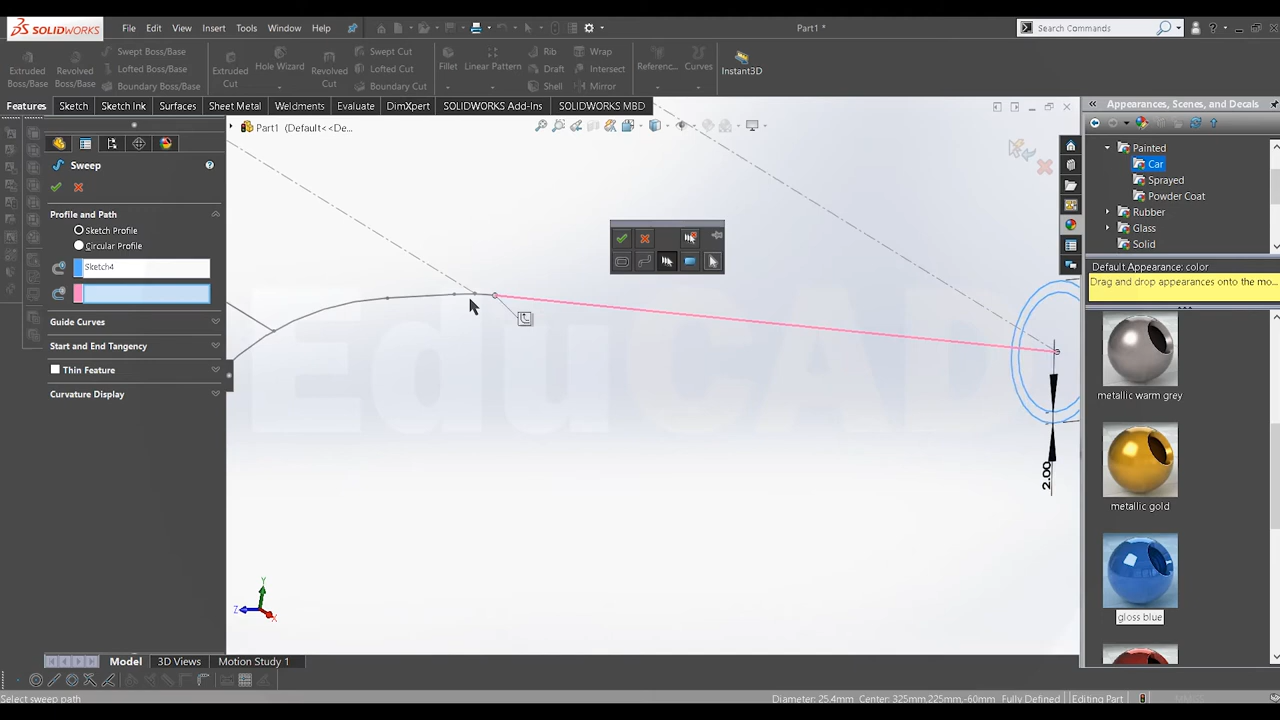 SOLIDWORKS File Edit View Insert Tools Window Help Part1 * Search Commands
Extruded Boss/Base Revolved Boss/Base Swept Boss/Base Lofted Boss/Base Boundary Boss/Base Extruded Cut Hole Wizard Revolved Cut Swept Cut Lofted Cut Boundary Cut Fillet Linear Pattern Rib Draft Shell Wrap Intersect Mirror Referenc... Curves Instant3D
Features Sketch Sketch Ink Surfaces Sheet Metal Weldments Evaluate DimXpert SOLIDWORKS Add-Ins SOLIDWORKS MBD
Appearances, Scenes, and Decals
Part1 (Default<<De...
Sweep
Profile and Path
Sketch Profile
Circular Profile
Sketch4
Guide Curves
Start and End Tangency
Thin Feature
Curvature Display
EduCAD
2.00
Y
Z
X
Painted
Car
Sprayed
Powder Coat
Rubber
Glass
Solid
Default Appearance: color
Drag and drop appearances onto the mo...
metallic warm grey
metallic gold
gloss blue
Model 3D Views Motion Study 1
Select sweep path Diameter: 25.4mm Center: 325mm,225mm,-60mm Fully Defined Editing Part